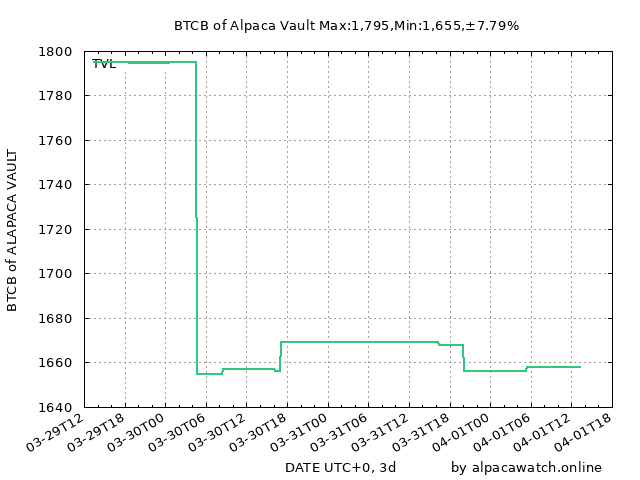 BTCB of Alpaca Vault Max:1,795,Min:1,655,±7.79%
BTCB of ALAPACA VAULT
TVL
1800
1780
1760
1740
1720
1700
1680
1660
1640
03-29T12
03-29T18
03-30T00
03-30T06
03-30T12
03-30T18
03-31T00
03-31T06
03-31T12
03-31T18
04-01T00
04-01T06
04-01T12
04-01T18
DATE UTC+0, 3d
by alpacawatch.online